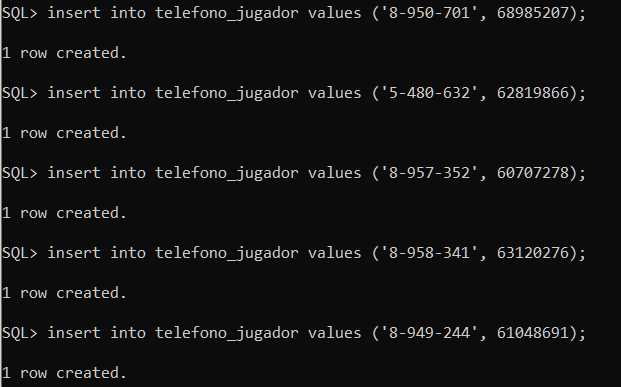 SQL> insert into telefono_jugador values ('8-950-701', 68985207);
1 row created.
SQL> insert into telefono_jugador values ('5-480-632', 62819866);
1 row created.
SQL> insert into telefono_jugador values ('8-957-352', 60707278);
1 row created.
SQL> insert into telefono_jugador values ('8-958-341', 63120276);
1 row created.
SQL> insert into telefono_jugador values ('8-949-244', 61048691);
1 row created.